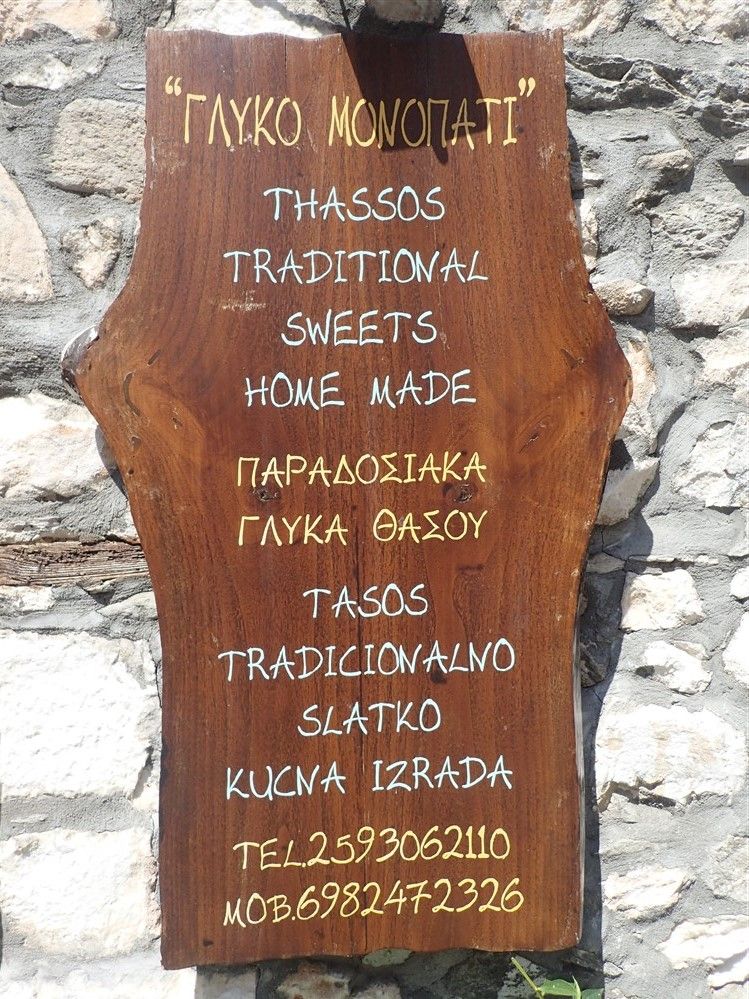 "ΓΛΥΚΟ ΜΟΝΟΠΑΤΙ"
THASSOS
TRADITIONAL
SWEETS
HOME MADE
ΠΑΡΑΔΟΣΙΑΚΑ
ΓΛΥΚΑ ΘΑΣΟΥ
TASOS
TRADICIONALNO
SLATKO
KUCNA IZRADA
TEL.2593062110
MOB.6982472326